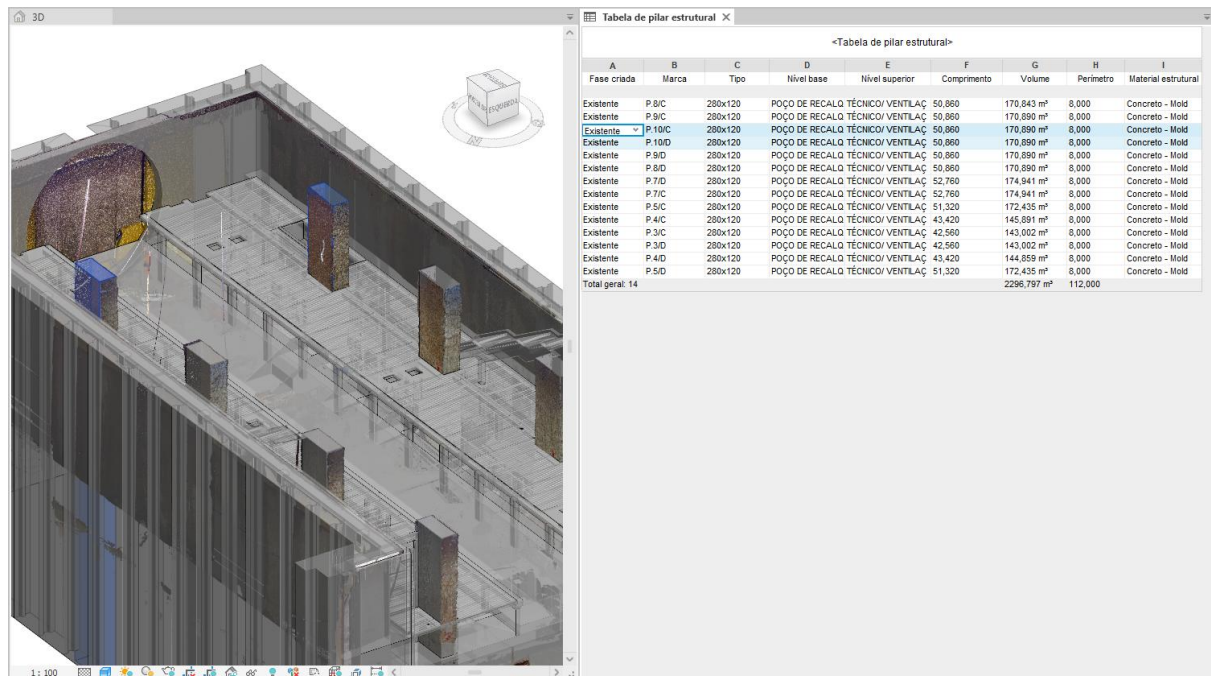 3D
Tabela de pilar estrutural
<Tabela de pilar estrutural>
A B C D E F G H I
Fase criada Marca Tipo Nível base Nível superior Comprimento Volume Perímetro Material estrutural
Existente P.8/C 280x120 POÇO DE RECALQ TÉCNICO/ VENTILAÇ 50,860 170,843 m³ 8,000 Concreto - Mold
Existente P.9/C 280x120 POÇO DE RECALQ TÉCNICO/ VENTILAÇ 50,860 170,890 m³ 8,000 Concreto - Mold
Existente P.10/C 280x120 POÇO DE RECALQ TÉCNICO/ VENTILAÇ 50,860 170,890 m³ 8,000 Concreto - Mold
Existente P.10/D 280x120 POÇO DE RECALQ TÉCNICO/ VENTILAÇ 50,860 170,890 m³ 8,000 Concreto - Mold
Existente P.9/D 280x120 POÇO DE RECALQ TÉCNICO/ VENTILAÇ 50,860 170,890 m³ 8,000 Concreto - Mold
Existente P.8/D 280x120 POÇO DE RECALQ TÉCNICO/ VENTILAÇ 50,860 170,890 m³ 8,000 Concreto - Mold
Existente P.7/D 280x120 POÇO DE RECALQ TÉCNICO/ VENTILAÇ 52,760 174,941 m³ 8,000 Concreto - Mold
Existente P.7/C 280x120 POÇO DE RECALQ TÉCNICO/ VENTILAÇ 52,760 174,941 m³ 8,000 Concreto - Mold
Existente P.5/C 280x120 POÇO DE RECALQ TÉCNICO/ VENTILAÇ 51,320 172,435 m³ 8,000 Concreto - Mold
Existente P.4/C 280x120 POÇO DE RECALQ TÉCNICO/ VENTILAÇ 43,420 145,891 m³ 8,000 Concreto - Mold
Existente P.3/C 280x120 POÇO DE RECALQ TÉCNICO/ VENTILAÇ 42,560 143,002 m³ 8,000 Concreto - Mold
Existente P.3/D 280x120 POÇO DE RECALQ TÉCNICO/ VENTILAÇ 42,560 143,002 m³ 8,000 Concreto - Mold
Existente P.4/D 280x120 POÇO DE RECALQ TÉCNICO/ VENTILAÇ 43,420 144,859 m³ 8,000 Concreto - Mold
Existente P.5/D 280x120 POÇO DE RECALQ TÉCNICO/ VENTILAÇ 51,320 172,435 m³ 8,000 Concreto - Mold
Total geral: 14 2296,797 m³ 112,000
ESQUERDA
1 : 100